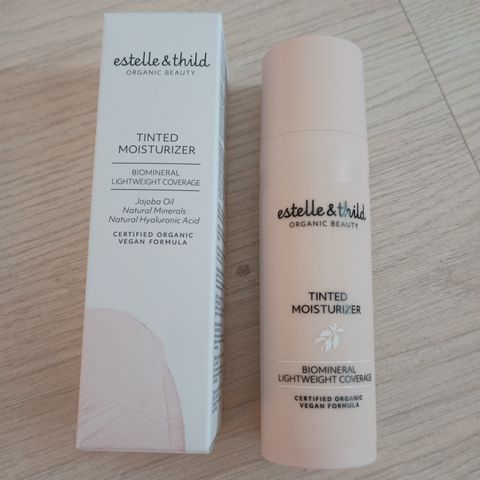 estelle & thild
ORGANIC BEAUTY
TINTED
MOISTURIZER
BIOMINERAL
LIGHTWEIGHT COVERAGE
Jojoba Oil
Natural Minerals
Natural Hyaluronic Acid
CERTIFIED ORGANIC
VEGAN FORMULA
estelle & thild
ORGANIC BEAUTY
TINTED
MOISTURIZER
BIOMINERAL
LIGHTWEIGHT COVERAGE
CERTIFIED ORGANIC
VEGAN FORMULA